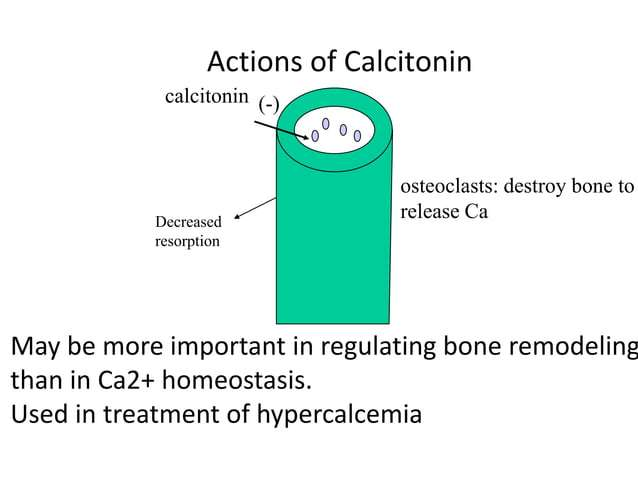 Actions of Calcitonin
calcitonin
(-)
osteoclasts: destroy bone to
release Ca
Decreased
resorption
May be more important in regulating bone remodeling
than in Ca2+ homeostasis.
Used in treatment of hypercalcemia